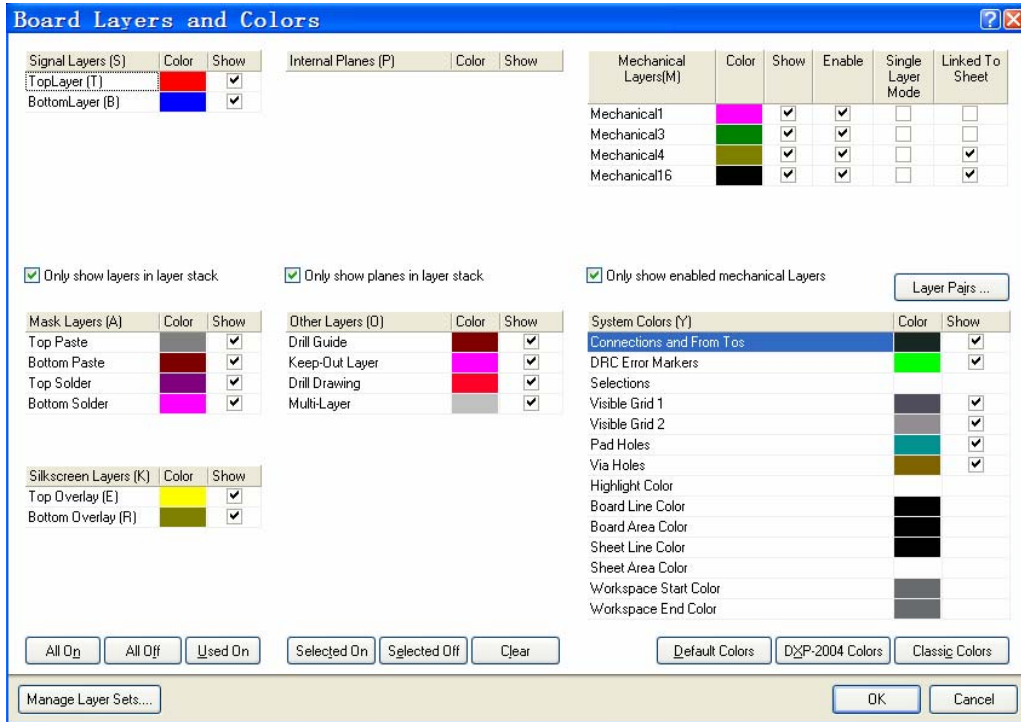 Board Layers and Colors
Signal Layers (S) Color Show
TopLayer (T)
BottomLayer (B)
Internal Planes (P) Color Show
Mechanical Layers(M) Color Show Enable Single Layer Mode Linked To Sheet
Mechanical1
Mechanical3
Mechanical4
Mechanical16
Only show layers in layer stack
Only show planes in layer stack
Only show enabled mechanical Layers
Layer Pairs ...
Mask Layers (A) Color Show
Top Paste
Bottom Paste
Top Solder
Bottom Solder
Other Layers (O) Color Show
Drill Guide
Keep-Out Layer
Drill Drawing
Multi-Layer
System Colors (Y) Color Show
Connections and From Tos
DRC Error Markers
Selections
Visible Grid 1
Visible Grid 2
Pad Holes
Via Holes
Highlight Color
Board Line Color
Board Area Color
Sheet Line Color
Sheet Area Color
Workspace Start Color
Workspace End Color
Silkscreen Layers (K) Color Show
Top Overlay (E)
Bottom Overlay (R)
All On All Off Used On
Selected On Selected Off Clear
Default Colors DXP-2004 Colors Classic Colors
Manage Layer Sets....
OK Cancel